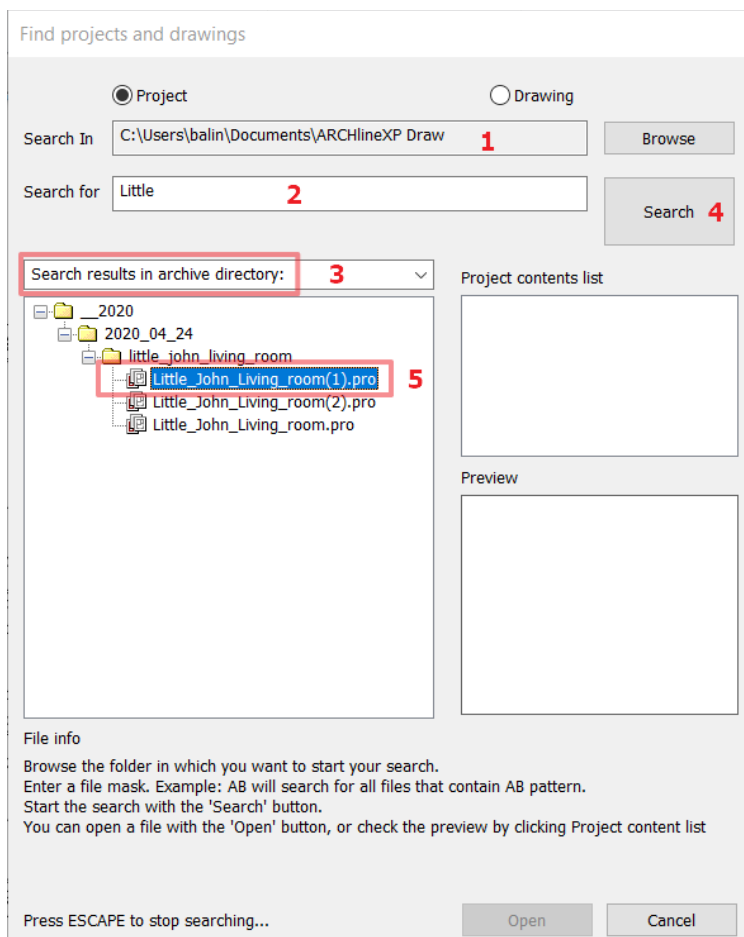 Find projects and drawings
Project Drawing
Search In C:\Users\balin\Documents\ARCHlineXP Draw 1 Browse
Search for Little 2 Search 4
Search results in archive directory: 3 Project contents list
__2020
2020_04_24
little_john_living_room
Little_John_Living_room(1).pro 5
Little_John_Living_room(2).pro
Little_John_Living_room.pro
Preview
File info
Browse the folder in which you want to start your search.
Enter a file mask. Example: AB will search for all files that contain AB pattern.
Start the search with the 'Search' button.
You can open a file with the 'Open' button, or check the preview by clicking Project content list
Press ESCAPE to stop searching... Open Cancel